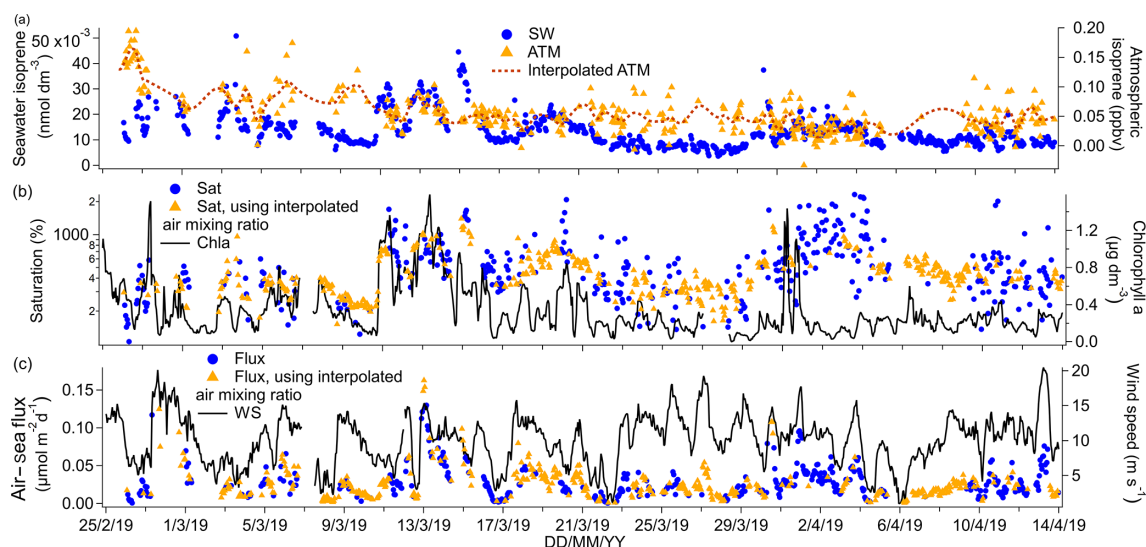 (a)
50 x10⁻³
40
30
20
10
0
Seawater isoprene
(nmol dm⁻³)
SW
ATM
Interpolated ATM
0.20
0.15
0.10
0.05
0.00
Atmospheric
isoprene (ppbv)
(b)
2
1000
8
6
4
2
Saturation (%)
Sat
Sat, using interpolated
air mixing ratio
Chla
1.2
0.8
0.4
0.0
Chlorophyll a
(µg dm⁻³)
(c)
0.15
0.10
0.05
0.00
Air – sea flux
(µmol m⁻² d⁻¹)
Flux
Flux, using interpolated
air mixing ratio
WS
20
15
10
5
Wind speed (m s⁻¹)
25/2/19 1/3/19 5/3/19 9/3/19 13/3/19 17/3/19 21/3/19 25/3/19 29/3/19 2/4/19 6/4/19 10/4/19 14/4/19
DD/MM/YY